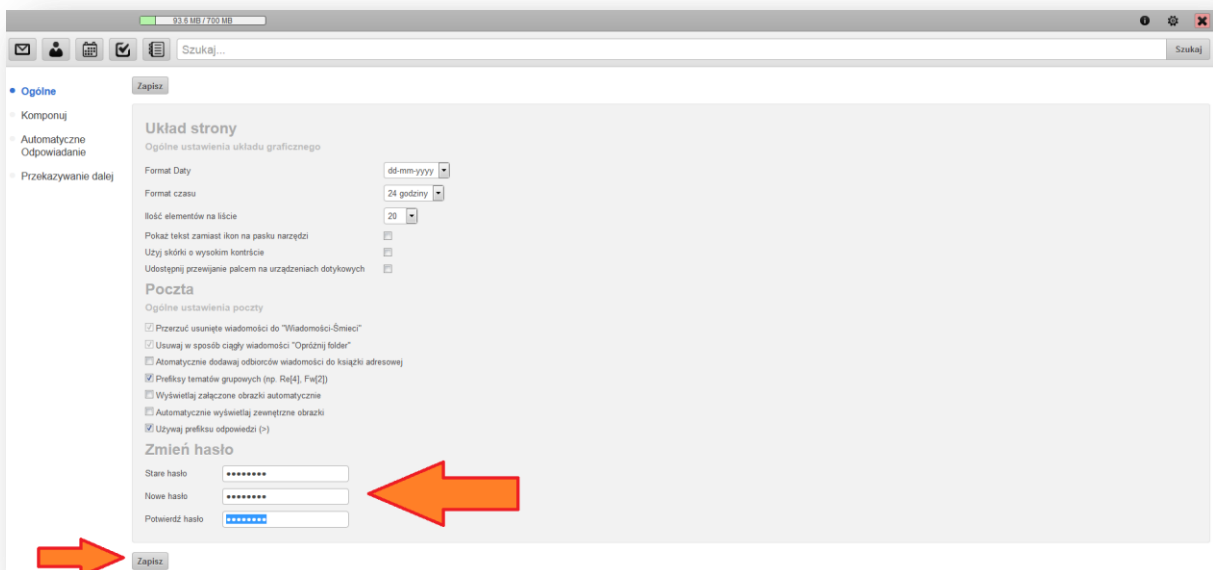 93.6 MB / 700 MB
Szukaj...
Szukaj
Ogólne
Komponuj
Automatyczne
Odpowiadanie
Przekazywanie dalej
Zapisz
Układ strony
Ogólne ustawienia układu graficznego
Format Daty
dd-mm-yyyy
Format czasu
24 godziny
Ilość elementów na liście
20
Pokaż tekst zamiast ikon na pasku narzędzi
Użyj skórki o wysokim kontrście
Udostępnij przewijanie palcem na urządzeniach dotykowych
Poczta
Ogólne ustawienia poczty
Przerzuć usunięte wiadomości do "Wiadomości-Śmieci"
Usuwaj w sposób ciągły wiadomości "Opróżnij folder"
Atomatycznie dodawaj odbiorców wiadomości do książki adresowej
Prefiksy tematów grupowych (np. Re[4], Fw[2])
Wyświetlaj załączone obrazki automatycznie
Automatycznie wyświetlaj zewnętrzne obrazki
Używaj prefiksu odpowiedzi (>)
Zmień hasło
Stare hasło
Nowe hasło
Potwierdź hasło
Zapisz